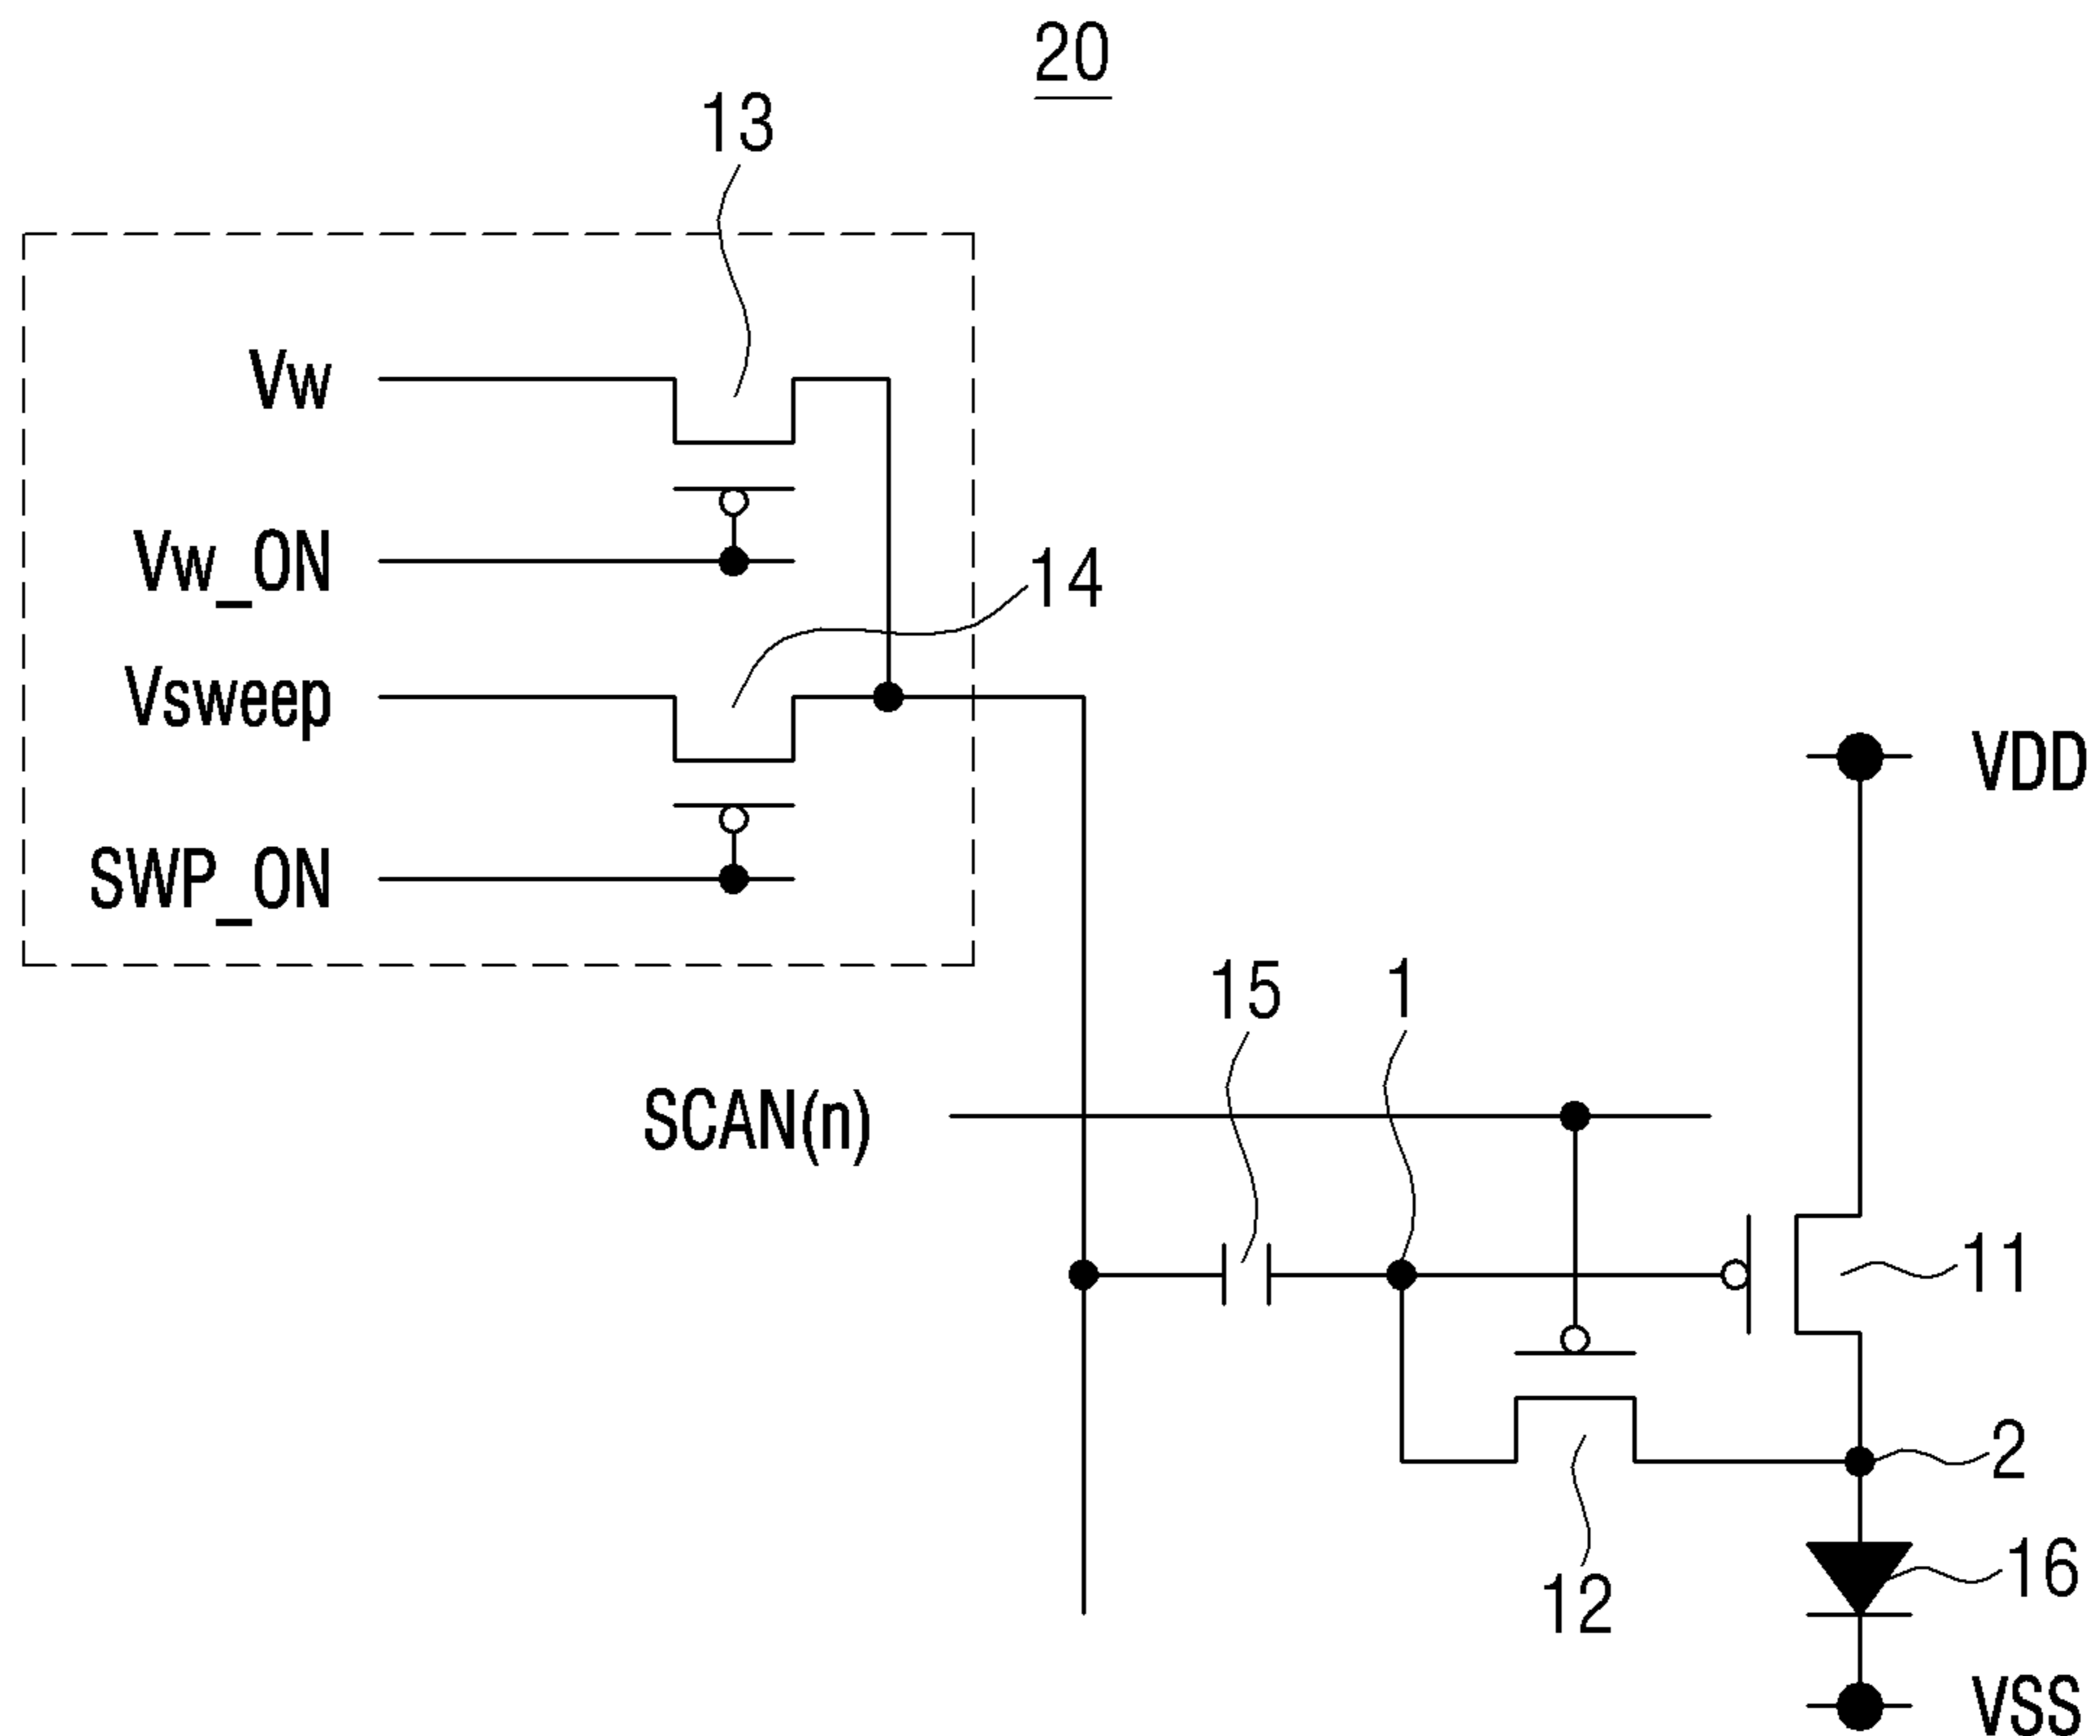 20
13
Vw
Vw_ON
14
Vsweep
VDD
SWP_ON
15
1
SCAN(n)
11
2
16
12
VSS